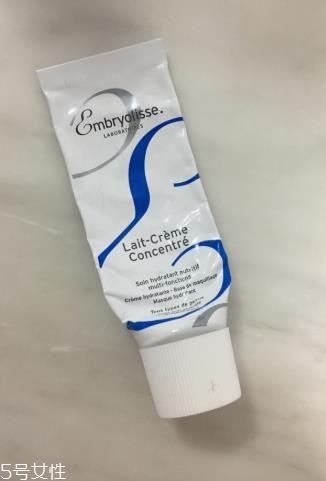 Embryolisse.
LABORATOIRES
Lait-Crème
Concentré
Soin hydratant nutritif
multi-fonctions
Crème hydratante - Base de maquillage
Masque hydratant
Tous types de peaux
5号女性